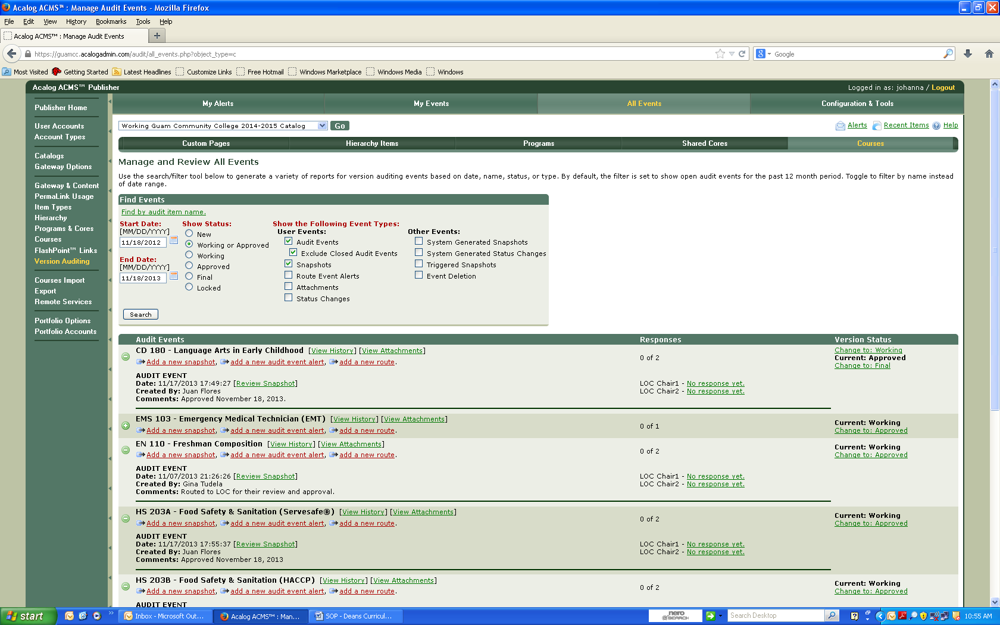 Acalog ACMS™ : Manage Audit Events - Mozilla Firefox
File Edit View History Bookmarks Tools Help
Acalog ACMS™ : Manage Audit Events
https://guamcc.acalogadmin.com/audit/all_events.php?object_type=c
Google
Most Visited Getting Started Latest Headlines Customize Links Free Hotmail Windows Marketplace Windows Media Windows
Acalog ACMS™ Publisher
Logged in as: johanna / Logout
Publisher Home
User Accounts
Account Types
Catalogs
Gateway Options
Gateway & Content
PermaLink Usage
Item Types
Hierarchy
Programs & Cores
Courses
FlashPoint™ Links
Version Auditing
Courses Import
Export
Remote Services
Portfolio Options
Portfolio Accounts
My Alerts My Events All Events Configuration & Tools
Working Guam Community College 2014-2015 Catalog Go
Alerts Recent Items Help
Custom Pages Hierarchy Items Programs Shared Cores Courses
Manage and Review All Events
Use the search/filter tool below to generate a variety of reports for version auditing events based on date, name, status, or type. By default, the filter is set to show open audit events for the past 12 month period. Toggle to filter by name instead
of date range.
Find Events
Find by audit item name.
Start Date:
[MM/DD/YYYY]
11/18/2012
End Date:
[MM/DD/YYYY]
11/18/2013
Show Status:
New
Working or Approved
Working
Approved
Final
Locked
Show the Following Event Types:
User Events:
Audit Events
Exclude Closed Audit Events
Snapshots
Route Event Alerts
Attachments
Status Changes
Other Events:
System Generated Snapshots
System Generated Status Changes
Triggered Snapshots
Event Deletion
Search
Audit Events Responses Version Status
CD 180 - Language Arts in Early Childhood [View History] [View Attachments]
Add a new snapshot, add a new audit event alert, add a new route.
0 of 2
Change to: Working
Current: Approved
Change to: Final
AUDIT EVENT
Date: 11/17/2013 17:49:27 [Review Snapshot]
Created By: Juan Flores
Comments: Approved November 18, 2013.
LOC Chair1 - No response yet.
LOC Chair2 - No response yet.
EMS 103 - Emergency Medical Technician (EMT) [View History] [View Attachments]
Add a new snapshot, add a new audit event alert, add a new route.
0 of 1
Current: Working
Change to: Approved
EN 110 - Freshman Composition [View History] [View Attachments]
Add a new snapshot, add a new audit event alert, add a new route.
0 of 2
Current: Working
Change to: Approved
AUDIT EVENT
Date: 11/07/2013 21:26:26 [Review Snapshot]
Created By: Gina Tudela
Comments: Routed to LOC for their review and approval.
LOC Chair1 - No response yet.
LOC Chair2 - No response yet.
HS 203A - Food Safety & Sanitation (Servesafe®) [View History] [View Attachments]
Add a new snapshot, add a new audit event alert, add a new route.
0 of 2
Current: Working
Change to: Approved
AUDIT EVENT
Date: 11/17/2013 17:55:37 [Review Snapshot]
Created By: Juan Flores
Comments: Approved November 18, 2013
LOC Chair1 - No response yet.
LOC Chair2 - No response yet.
HS 203B - Food Safety & Sanitation (HACCP) [View History] [View Attachments]
Add a new snapshot, add a new audit event alert, add a new route.
0 of 2
Current: Working
Change to: Approved
AUDIT EVENT
start
Inbox - Microsoft Out...
Acalog ACMS™ : Man...
SOP - Deans Curricul...
nero
@SEARCH
Search Desktop
10:55 AM